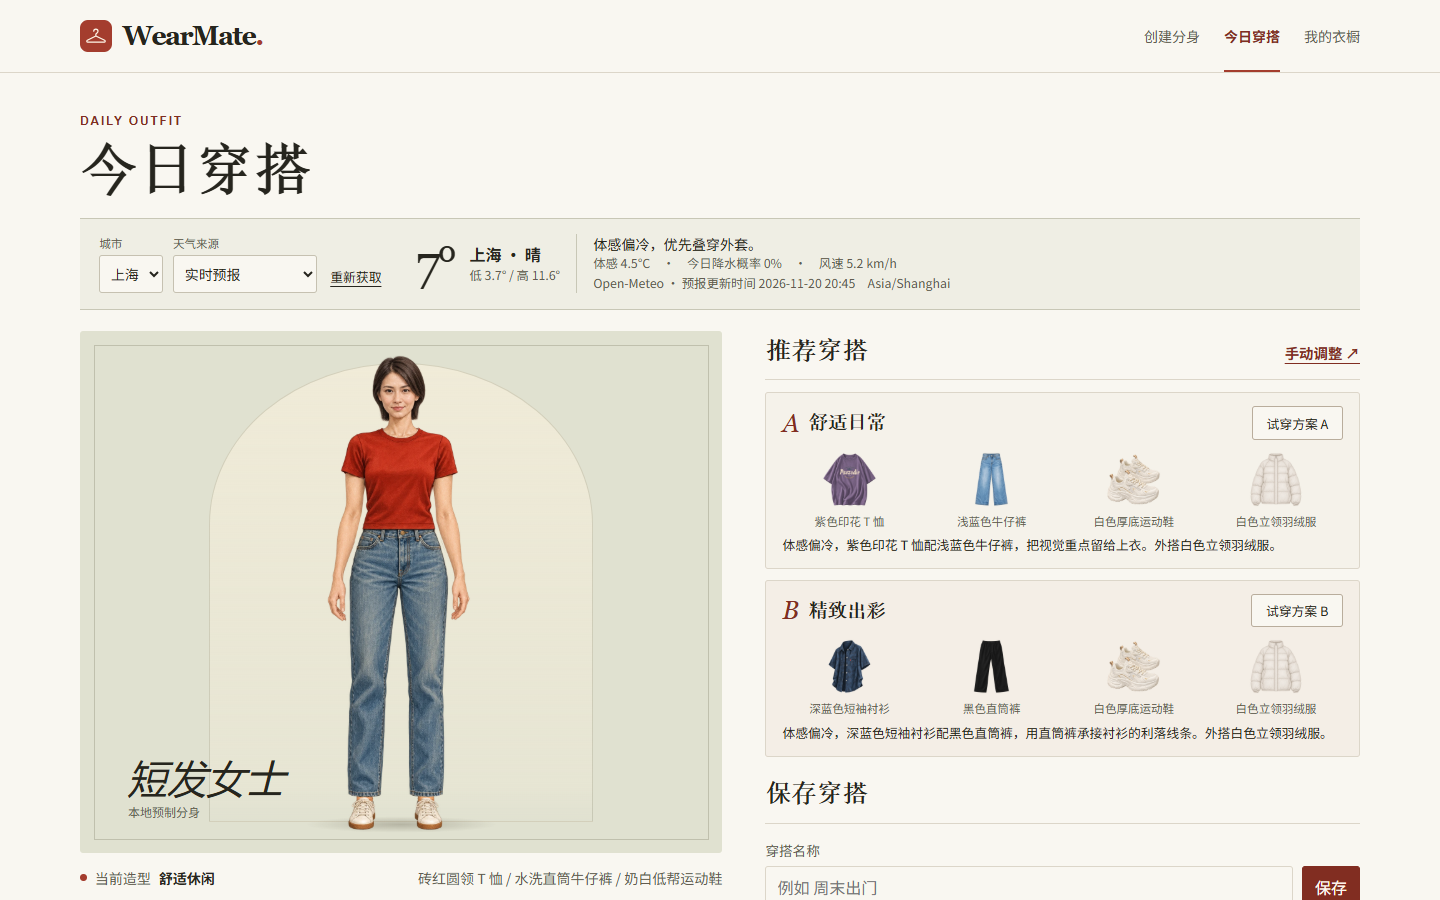 WearMate.
创建分身
今日穿搭
我的衣橱
DAILY OUTFIT
今日穿搭
城市
上海
天气来源
实时预报
重新获取
7°
上海 · 晴
低 3.7° / 高 11.6°
体感偏冷，优先叠穿外套。
体感 4.5°C · 今日降水概率 0% · 风速 5.2 km/h
Open-Meteo · 预报更新时间 2026-11-20 20:45 Asia/Shanghai
短发女士
本地预制分身
当前造型 舒适休闲
砖红圆领 T 恤 / 水洗直筒牛仔裤 / 奶白低帮运动鞋
推荐穿搭
手动调整 ↗
A 舒适日常
试穿方案 A
紫色印花 T 恤
浅蓝色牛仔裤
白色厚底运动鞋
白色立领羽绒服
体感偏冷，紫色印花 T 恤配浅蓝色牛仔裤，把视觉重点留给上衣。外搭白色立领羽绒服。
B 精致出彩
试穿方案 B
深蓝色短袖衬衫
黑色直筒裤
白色厚底运动鞋
白色立领羽绒服
体感偏冷，深蓝色短袖衬衫配黑色直筒裤，用直筒裤承接衬衫的利落线条。外搭白色立领羽绒服。
保存穿搭
穿搭名称
例如 周末出门
保存